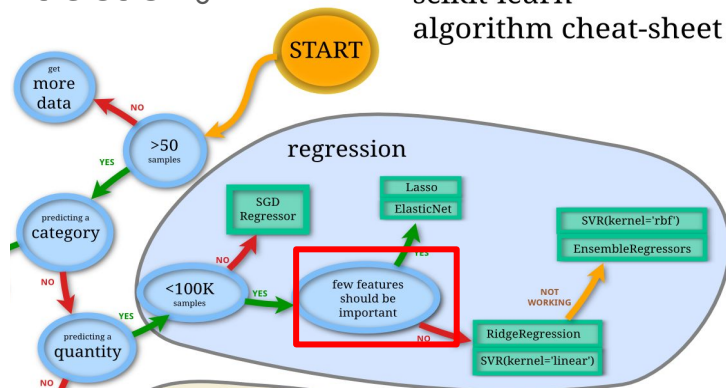 scikit-learn
algorithm cheat-sheet
START
get
more
data
NO
>50
samples
YES
regression
predicting a
category
NO
SGD
Regressor
NO
Lasso
ElasticNet
YES
SVR(kernel='rbf')
EnsembleRegressors
<100K
samples
YES
few features
should be
important
NOT
WORKING
predicting a
quantity
YES
NO
RidgeRegression
SVR(kernel='linear')
NO